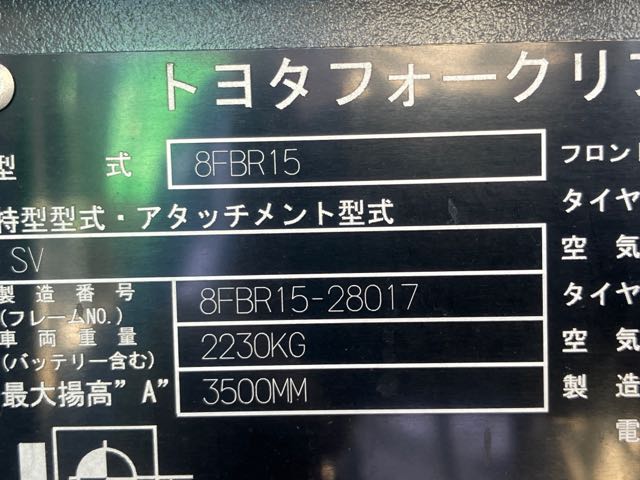 トヨタフォークリフ
型 式 8FBR15 フロント
タイヤ
特型型式・アタッチメント型式
SV 空 気
製造番号 8FBR15-28017 タイヤ
(フレームNO.)
車両重量 2230KG 空 気
(バッテリー含む)
最大揚高"A" 3500MM 製 造
電